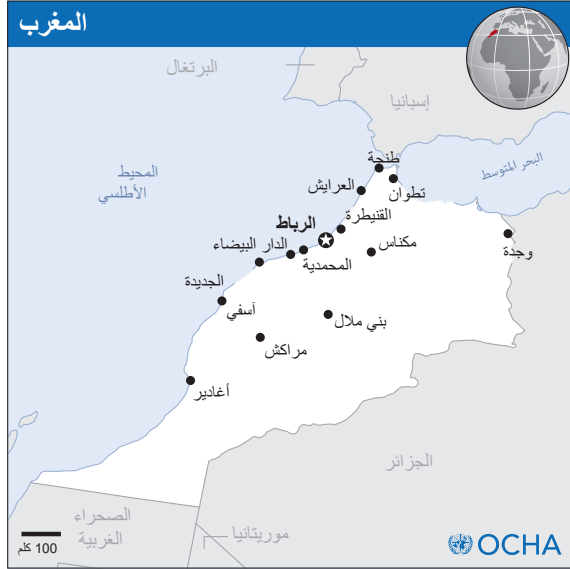 المغرب
البرتغال
إسبانيا
المحيط
الأطلسي
البحر المتوسط
طنجة
تطوان
العرايش
القنيطرة
الرباط
مكناس
وجدة
الدار البيضاء
المحمدية
الجديدة
آسفي
بني ملال
مراكش
أغادير
الجزائر
الصحراء
الغربية
موريتانيا
100 كلم
OCHA